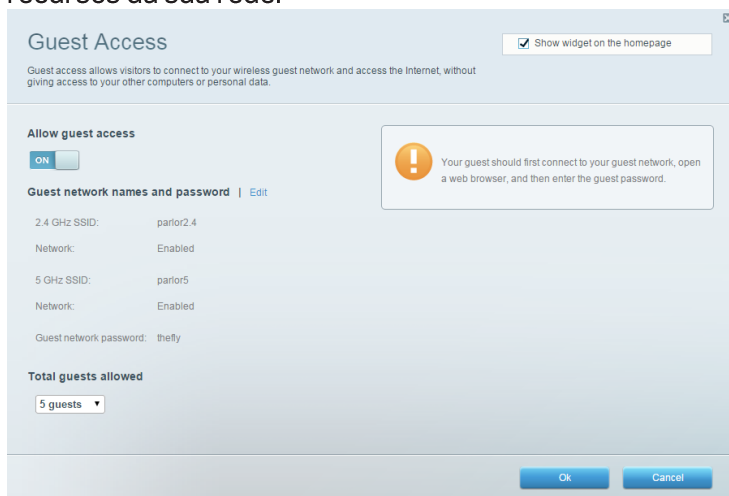 recursos da sua rede.
Guest Access
Show widget on the homepage
Guest access allows visitors to connect to your wireless guest network and access the Internet, without
giving access to your other computers or personal data.
Allow guest access
ON
Your guest should first connect to your guest network, open
a web browser, and then enter the guest password.
Guest network names and password | Edit
2.4 GHz SSID: parlor2.4
Network: Enabled
5 GHz SSID: parlor5
Network: Enabled
Guest network password: thefly
Total guests allowed
5 guests
Ok Cancel